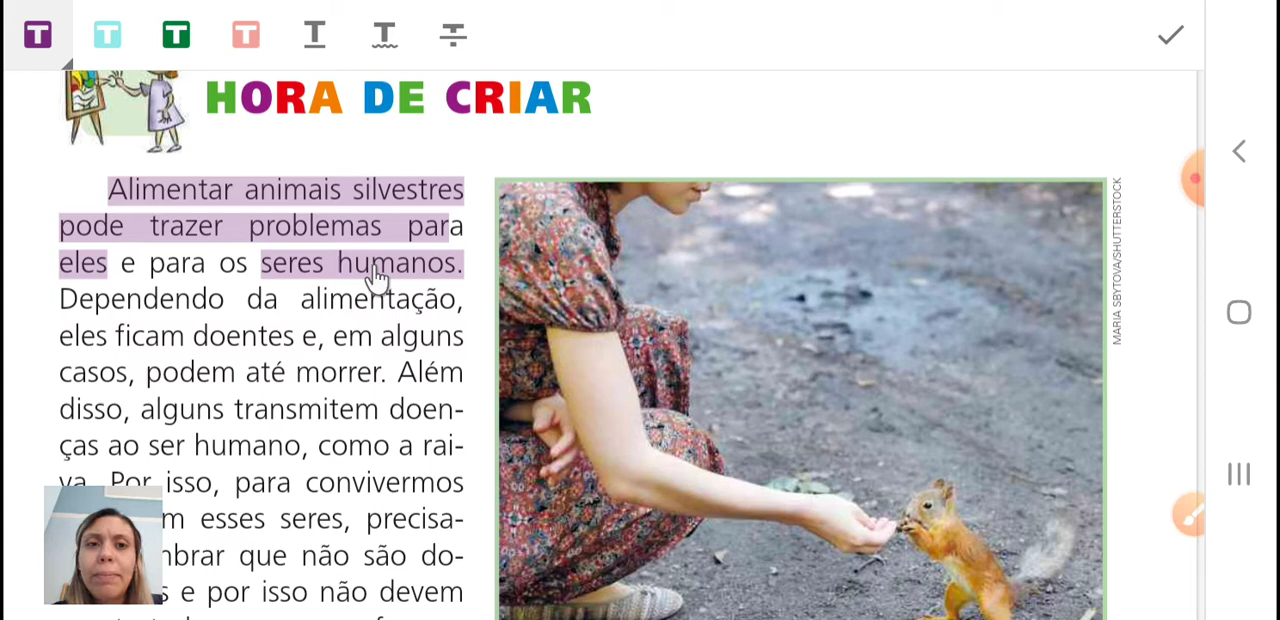 T T T T T T T
HORA DE CRIAR
Alimentar animais silvestres
pode trazer problemas para
eles e para os seres humanos.
Dependendo da alimentação,
eles ficam doentes e, em alguns
casos, podem até morrer. Além
disso, alguns transmitem doen-
ças ao ser humano, como a rai-
va. Por isso, para convivermos
m esses seres, precisa-
mbrar que não são do-
s e por isso não devem
MARIA SBYTOVA/SHUTTERSTOCK